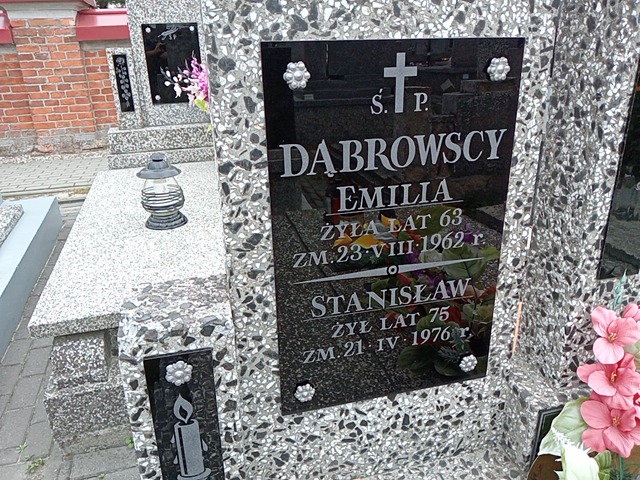 Ś. P.
DĄBROWSCY
EMILIA
ŻYŁA LAT 63
ZM. 23·VIII·1962 r.
STANISŁAW
ŻYŁ LAT 75
ZM. 21·IV·1976 r.